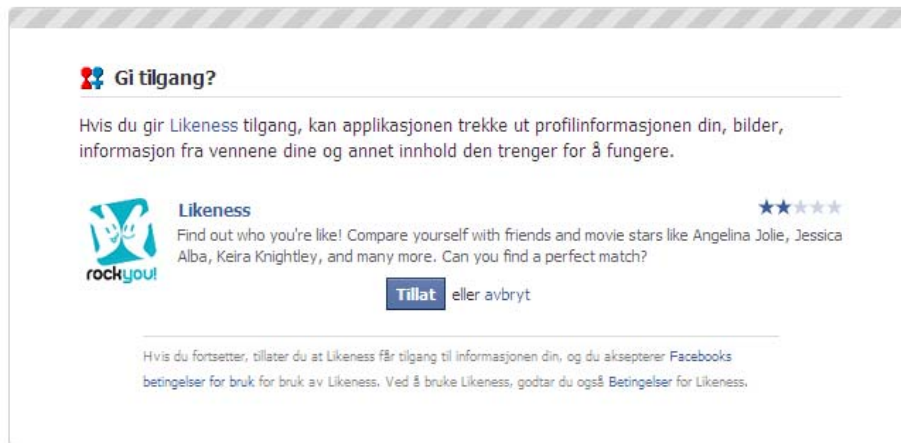 Gi tilgang?
Hvis du gir Likeness tilgang, kan applikasjonen trekke ut profilinformasjonen din, bilder,
informasjon fra vennene dine og annet innhold den trenger for å fungere.
Likeness
Find out who you're like! Compare yourself with friends and movie stars like Angelina Jolie, Jessica
Alba, Keira Knightley, and many more. Can you find a perfect match?
rockyou!
Tillat eller avbryt
Hvis du fortsetter, tillater du at Likeness får tilgang til informasjonen din, og du aksepterer Facebooks
betingelser for bruk for bruk av Likeness. Ved å bruke Likeness, godtar du også Betingelser for Likeness.